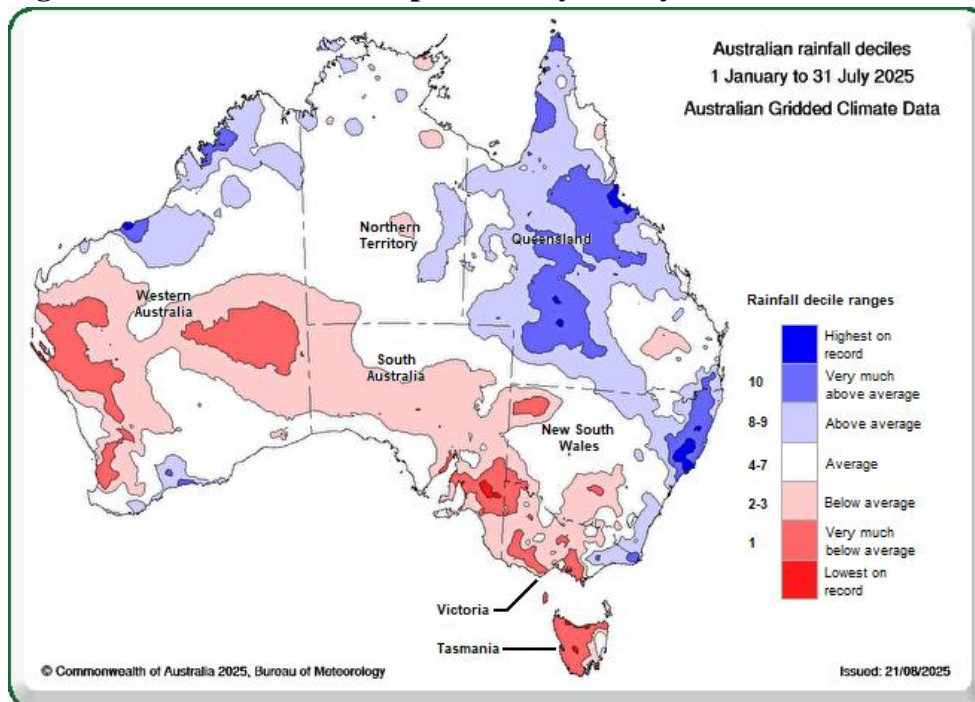 Australian rainfall deciles
1 January to 31 July 2025
Australian Gridded Climate Data
Northern
Territory
Queensland
Western
Australia
South
Australia
New South
Wales
Rainfall decile ranges
Highest on
record
10 Very much
above average
8-9 Above average
4-7 Average
2-3 Below average
1 Very much
below average
Lowest on
record
Victoria
Tasmania
© Commonwealth of Australia 2025, Bureau of Meteorology
Issued: 21/08/2025